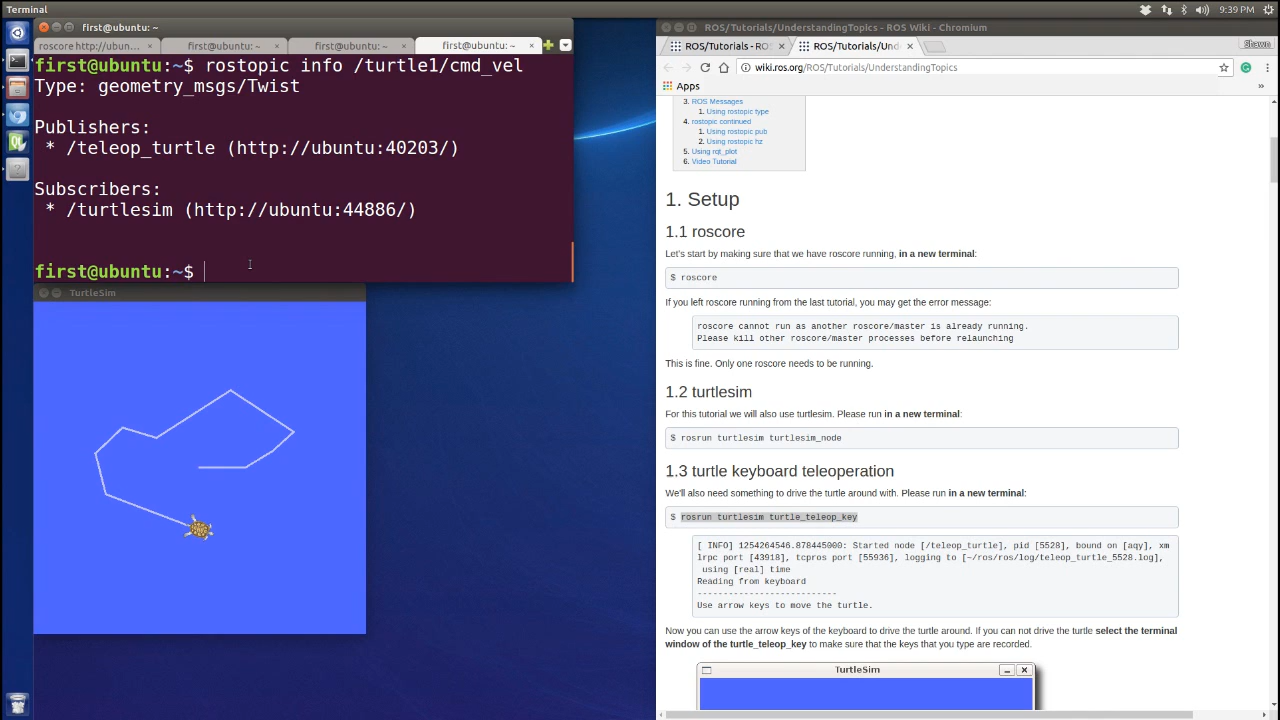 Terminal
9:39 PM
first@ubuntu: ~
roscore http://ubun...
first@ubuntu: ~
first@ubuntu: ~
first@ubuntu: ~
first@ubuntu:~$ rostopic info /turtle1/cmd_vel
Type: geometry_msgs/Twist
Publishers:
* /teleop_turtle (http://ubuntu:40203/)
Subscribers:
* /turtlesim (http://ubuntu:44886/)
first@ubuntu:~$
TurtleSim
ROS/Tutorials/UnderstandingTopics - ROS Wiki - Chromium
ROS/Tutorials - ROS
ROS/Tutorials/Und
Shawn
wiki.ros.org/ROS/Tutorials/UnderstandingTopics
Apps
»
3. ROS Messages
1. Using rostopic type
4. rostopic continued
1. Using rostopic pub
2. Using rostopic hz
5. Using rqt_plot
6. Video Tutorial
1. Setup
1.1 roscore
Let's start by making sure that we have roscore running, in a new terminal:
$ roscore
If you left roscore running from the last tutorial, you may get the error message:
roscore cannot run as another roscore/master is already running.
Please kill other roscore/master processes before relaunching
This is fine. Only one roscore needs to be running.
1.2 turtlesim
For this tutorial we will also use turtlesim. Please run in a new terminal:
$ rosrun turtlesim turtlesim_node
1.3 turtle keyboard teleoperation
We'll also need something to drive the turtle around with. Please run in a new terminal:
$ rosrun turtlesim turtle_teleop_key
[ INFO] 1254264546.878445000: Started node [/teleop_turtle], pid [5528], bound on [aqy], xm
lrpc port [43918], tcpros port [55936], logging to [~/ros/ros/log/teleop_turtle_5528.log],
using [real] time
Reading from keyboard
---------------------------
Use arrow keys to move the turtle.
Now you can use the arrow keys of the keyboard to drive the turtle around. If you can not drive the turtle select the terminal
window of the turtle_teleop_key to make sure that the keys that you type are recorded.
TurtleSim